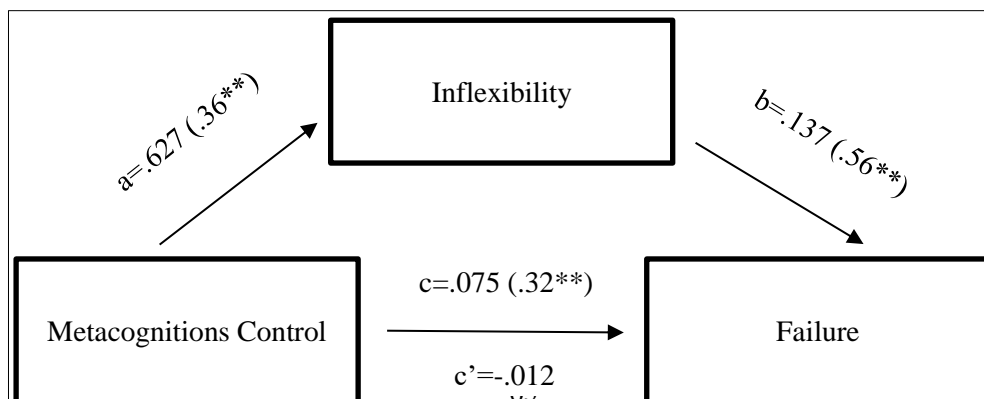 Inflexibility
a=.627 (.36**)
b=.137 (.56**)
c=.075 (.32**)
Metacognitions Control
Failure
c’=-.012